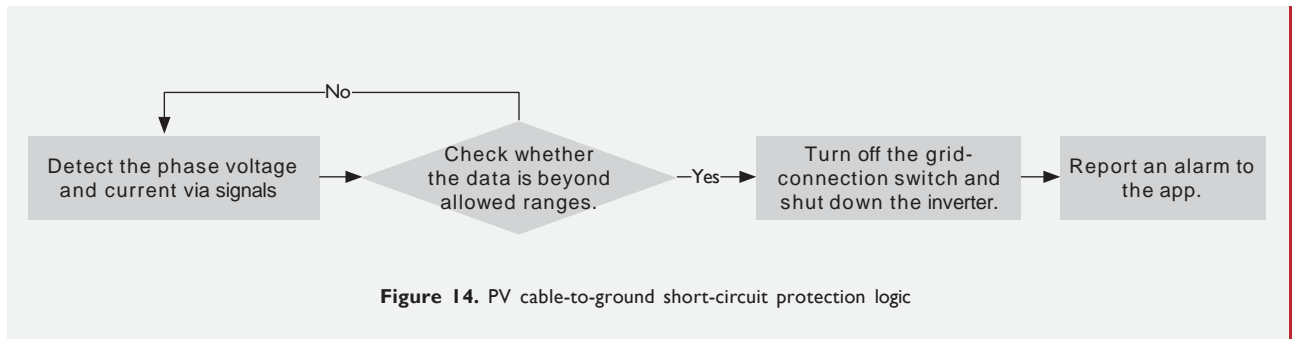 No
Detect the phase voltage
and current via signals
Check whether
the data is beyond
allowed ranges.
Yes
Turn off the grid-
connection switch and
shut down the inverter.
Report an alarm to
the app.
Figure 14. PV cable-to-ground short-circuit protection logic